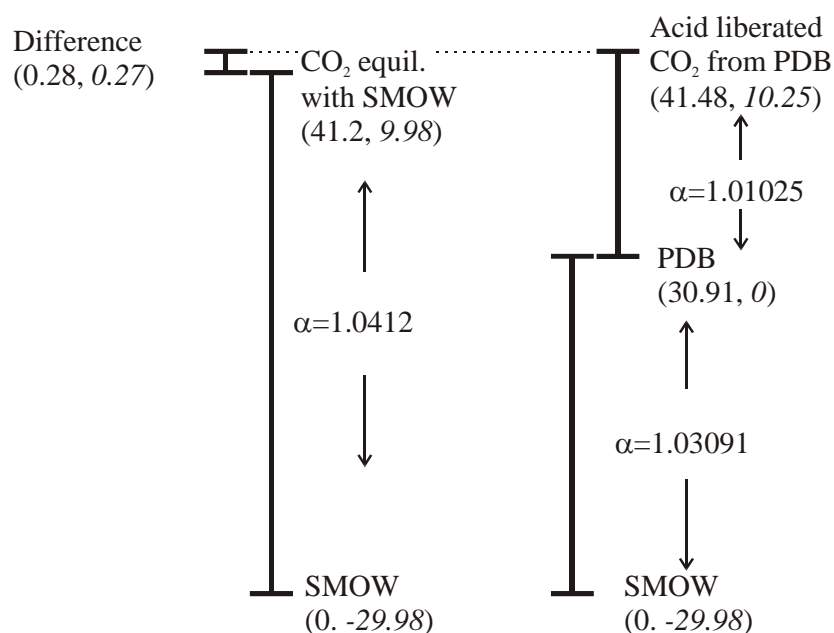 Difference
(0.28, 0.27)
CO₂ equil.
with SMOW
(41.2, 9.98)
α=1.0412
SMOW
(0. -29.98)
Acid liberated
CO₂ from PDB
(41.48, 10.25)
α=1.01025
PDB
(30.91, 0)
α=1.03091
SMOW
(0. -29.98)